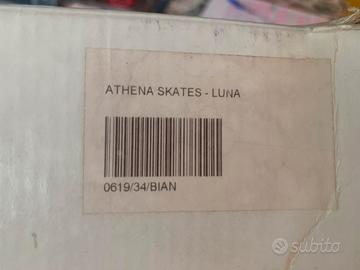 ATHENA SKATES - LUNA
0619/34/BIAN
subito